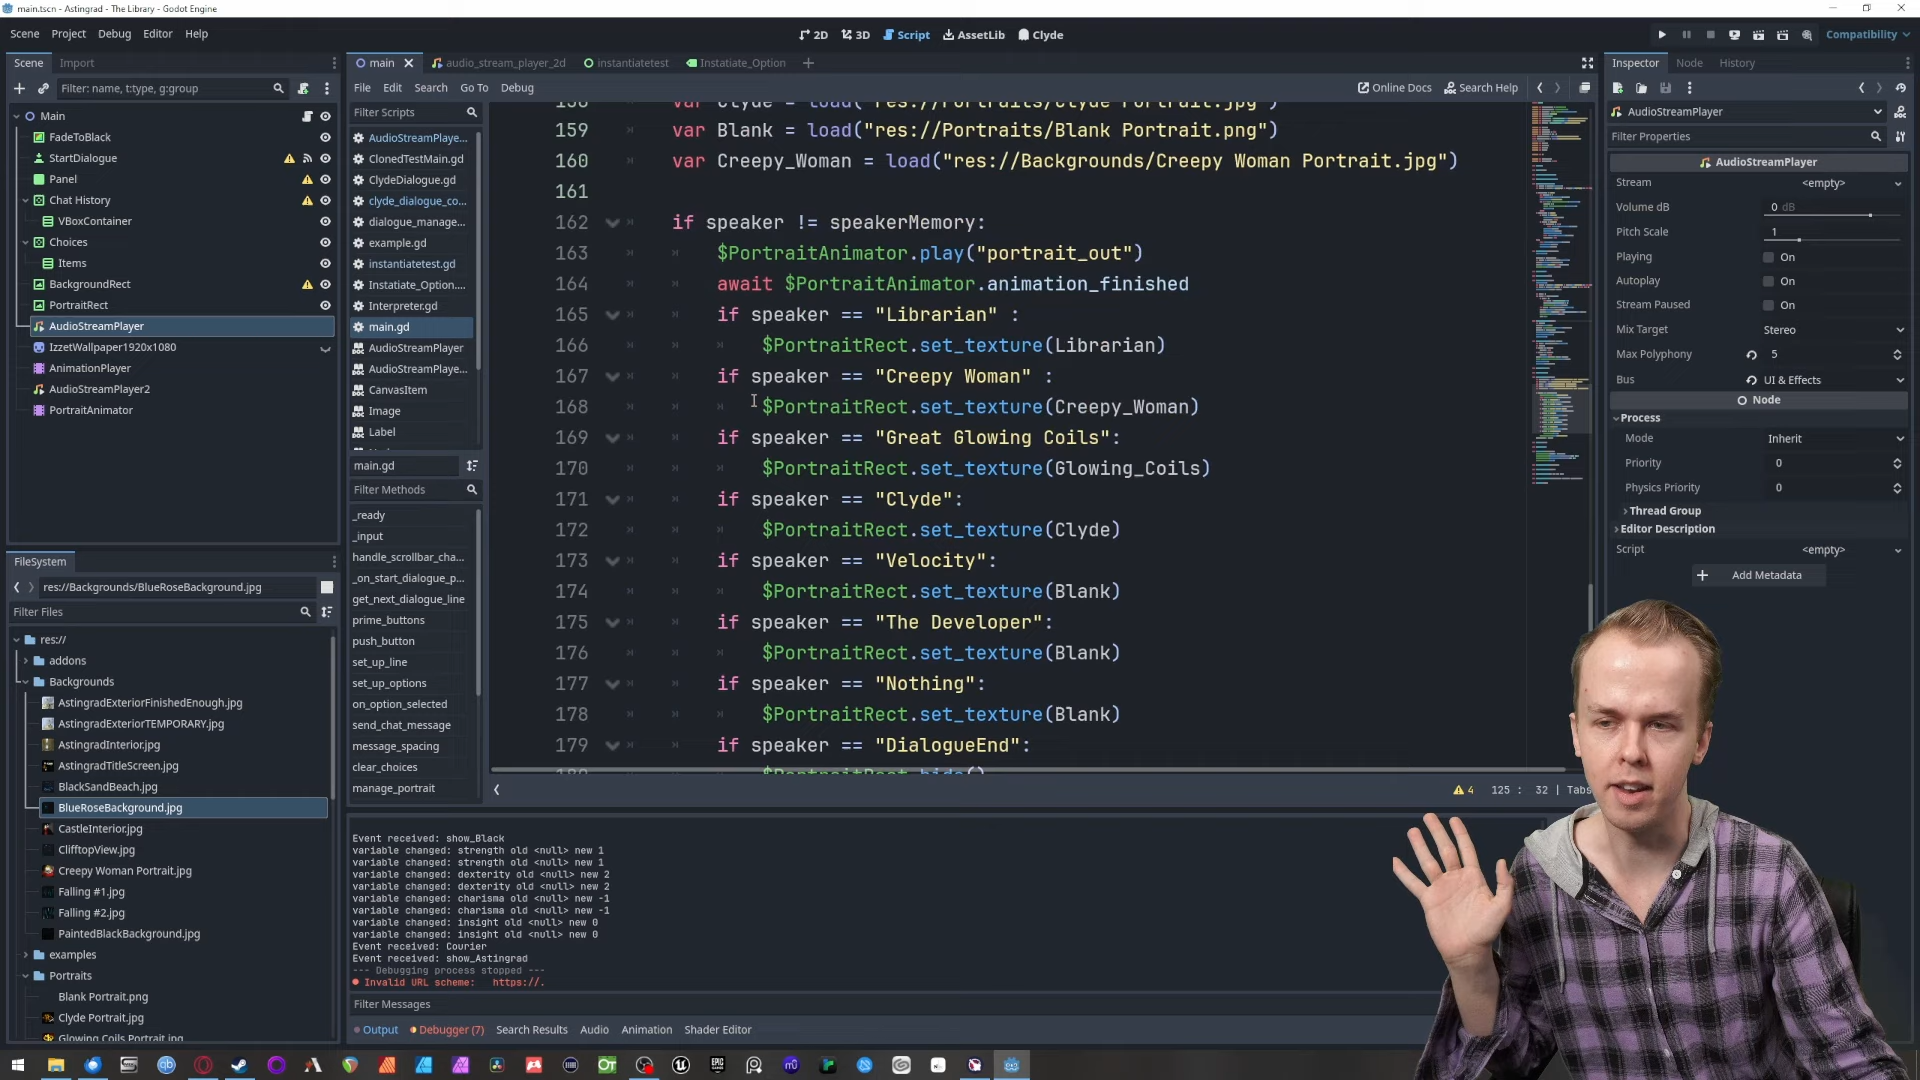 main.tscn - Astingrad - The Library - Godot Engine
Scene Project Debug Editor Help
2D 3D Script AssetLib Clyde
Compatibility
Scene Import
Filter: name, t:type, g:group
Main
FadeToBlack
StartDialogue
Panel
Chat History
VBoxContainer
Choices
Items
BackgroundRect
PortraitRect
AudioStreamPlayer
IzzetWallpaper1920x1080
AnimationPlayer
AudioStreamPlayer2
PortraitAnimator
FileSystem
res://Backgrounds/BlueRoseBackground.jpg
Filter Files
res://
addons
Backgrounds
AstingradExteriorFinishedEnough.jpg
AstingradExteriorTEMPORARY.jpg
AstingradInterior.jpg
AstingradTitleScreen.jpg
BlackSandBeach.jpg
BlueRoseBackground.jpg
CastleInterior.jpg
ClifftopView.jpg
Creepy Woman Portrait.jpg
Falling #1.jpg
Falling #2.jpg
PaintedBlackBackground.jpg
examples
Portraits
Blank Portrait.png
Clyde Portrait.jpg
Glowing Coils Portrait.jpg
main audio_stream_player_2d instantiatetest Instatiate_Option
File Edit Search Go To Debug
Online Docs Search Help
Filter Scripts
AudioStreamPlaye...
ClonedTestMain.gd
ClydeDialogue.gd
clyde_dialogue_co...
dialogue_manage...
example.gd
instantiatetest.gd
Instatiate_Option....
Interpreter.gd
main.gd
AudioStreamPlayer
AudioStreamPlaye...
CanvasItem
Image
Label
main.gd
Filter Methods
_ready
_input
handle_scrollbar_cha...
_on_start_dialogue_p...
get_next_dialogue_line
prime_buttons
push_button
set_up_line
set_up_options
on_option_selected
send_chat_message
message_spacing
clear_choices
manage_portrait
158 var Clyde = load("res://Portraits/Clyde Portrait.jpg")
159 var Blank = load("res://Portraits/Blank Portrait.png")
160 var Creepy_Woman = load("res://Backgrounds/Creepy Woman Portrait.jpg")
161
162 if speaker != speakerMemory:
163 $PortraitAnimator.play("portrait_out")
164 await $PortraitAnimator.animation_finished
165 if speaker == "Librarian" :
166 $PortraitRect.set_texture(Librarian)
167 if speaker == "Creepy Woman" :
168 $PortraitRect.set_texture(Creepy_Woman)
169 if speaker == "Great Glowing Coils":
170 $PortraitRect.set_texture(Glowing_Coils)
171 if speaker == "Clyde":
172 $PortraitRect.set_texture(Clyde)
173 if speaker == "Velocity":
174 $PortraitRect.set_texture(Blank)
175 if speaker == "The Developer":
176 $PortraitRect.set_texture(Blank)
177 if speaker == "Nothing":
178 $PortraitRect.set_texture(Blank)
179 if speaker == "DialogueEnd":
180 $PortraitRect.hide()
4 125 : 32 | Tabs
Event received: show_Black
variable changed: strength old <null> new 1
variable changed: strength old <null> new 1
variable changed: dexterity old <null> new 2
variable changed: dexterity old <null> new 2
variable changed: charisma old <null> new -1
variable changed: charisma old <null> new -1
variable changed: insight old <null> new 0
variable changed: insight old <null> new 0
Event received: Courier
Event received: show_Astingrad
--- Debugging process stopped ---
Invalid URL scheme: https://.
Filter Messages
Output Debugger (7) Search Results Audio Animation Shader Editor
Inspector Node History
AudioStreamPlayer
Filter Properties
AudioStreamPlayer
Stream <empty>
Volume dB 0 dB
Pitch Scale 1
Playing On
Autoplay On
Stream Paused On
Mix Target Stereo
Max Polyphony 5
Bus UI & Effects
Node
Process
Mode Inherit
Priority 0
Physics Priority 0
Thread Group
Editor Description
Script <empty>
Add Metadata